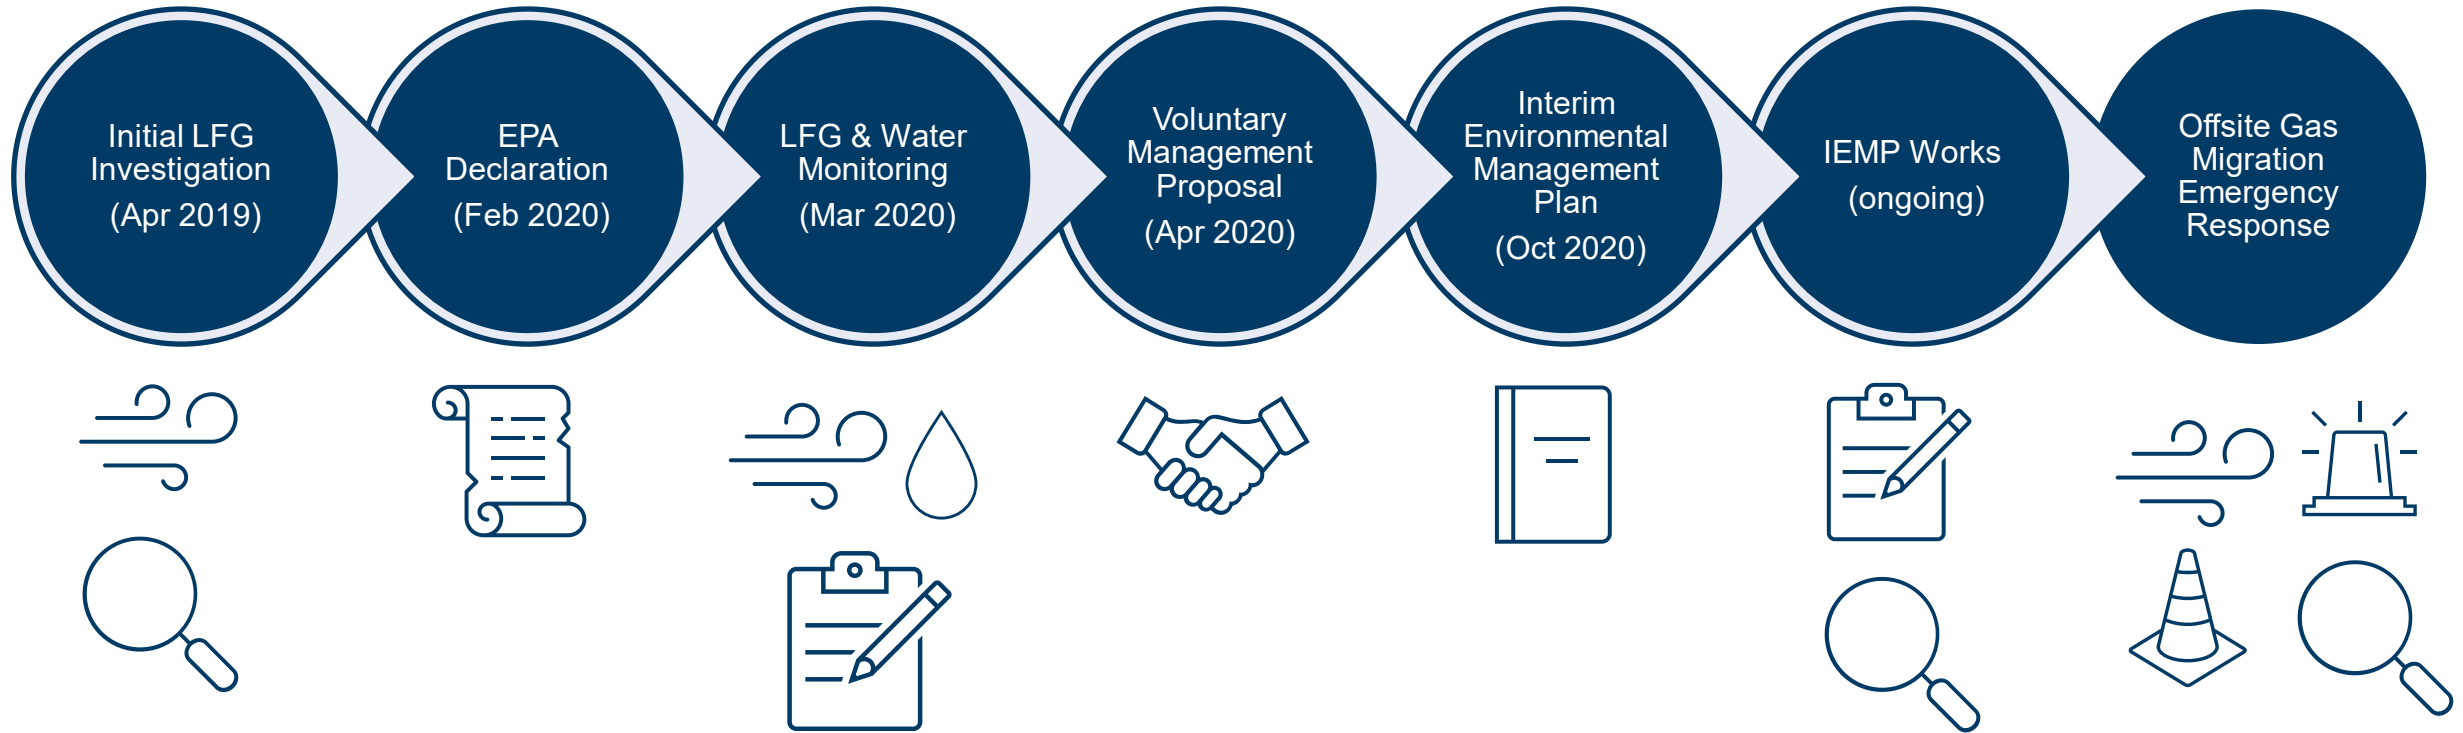 Initial LFG
Investigation
(Apr 2019)
EPA
Declaration
(Feb 2020)
LFG & Water
Monitoring
(Mar 2020)
Voluntary
Management
Proposal
(Apr 2020)
Interim
Environmental
Management
Plan
(Oct 2020)
IEMP Works
(ongoing)
Offsite Gas
Migration
Emergency
Response